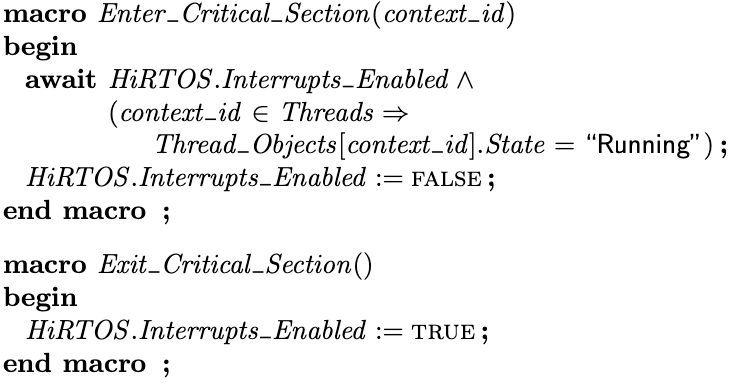 macro Enter_Critical_Section(context_id)
begin
await HiRTOS.Interrupts_Enabled ∧
(context_id ∈ Threads ⇒
Thread_Objects[context_id].State = “Running”) ;
HiRTOS.Interrupts_Enabled := FALSE ;
end macro ;
macro Exit_Critical_Section()
begin
HiRTOS.Interrupts_Enabled := TRUE ;
end macro ;